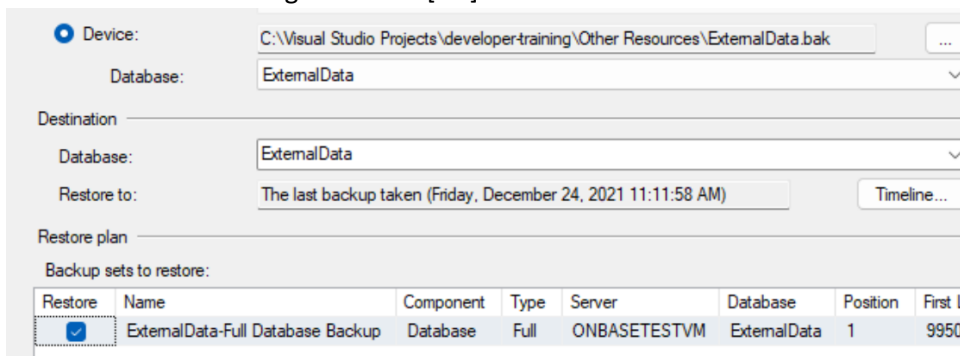 Device: C:\Visual Studio Projects\developer-training\Other Resources\ExternalData.bak ...
Database: ExternalData
Destination
Database: ExternalData
Restore to: The last backup taken (Friday, December 24, 2021 11:11:58 AM) Timeline...
Restore plan
Backup sets to restore:
Restore Name Component Type Server Database Position First
ExternalData-Full Database Backup Database Full ONBASETESTVM ExternalData 1 9950